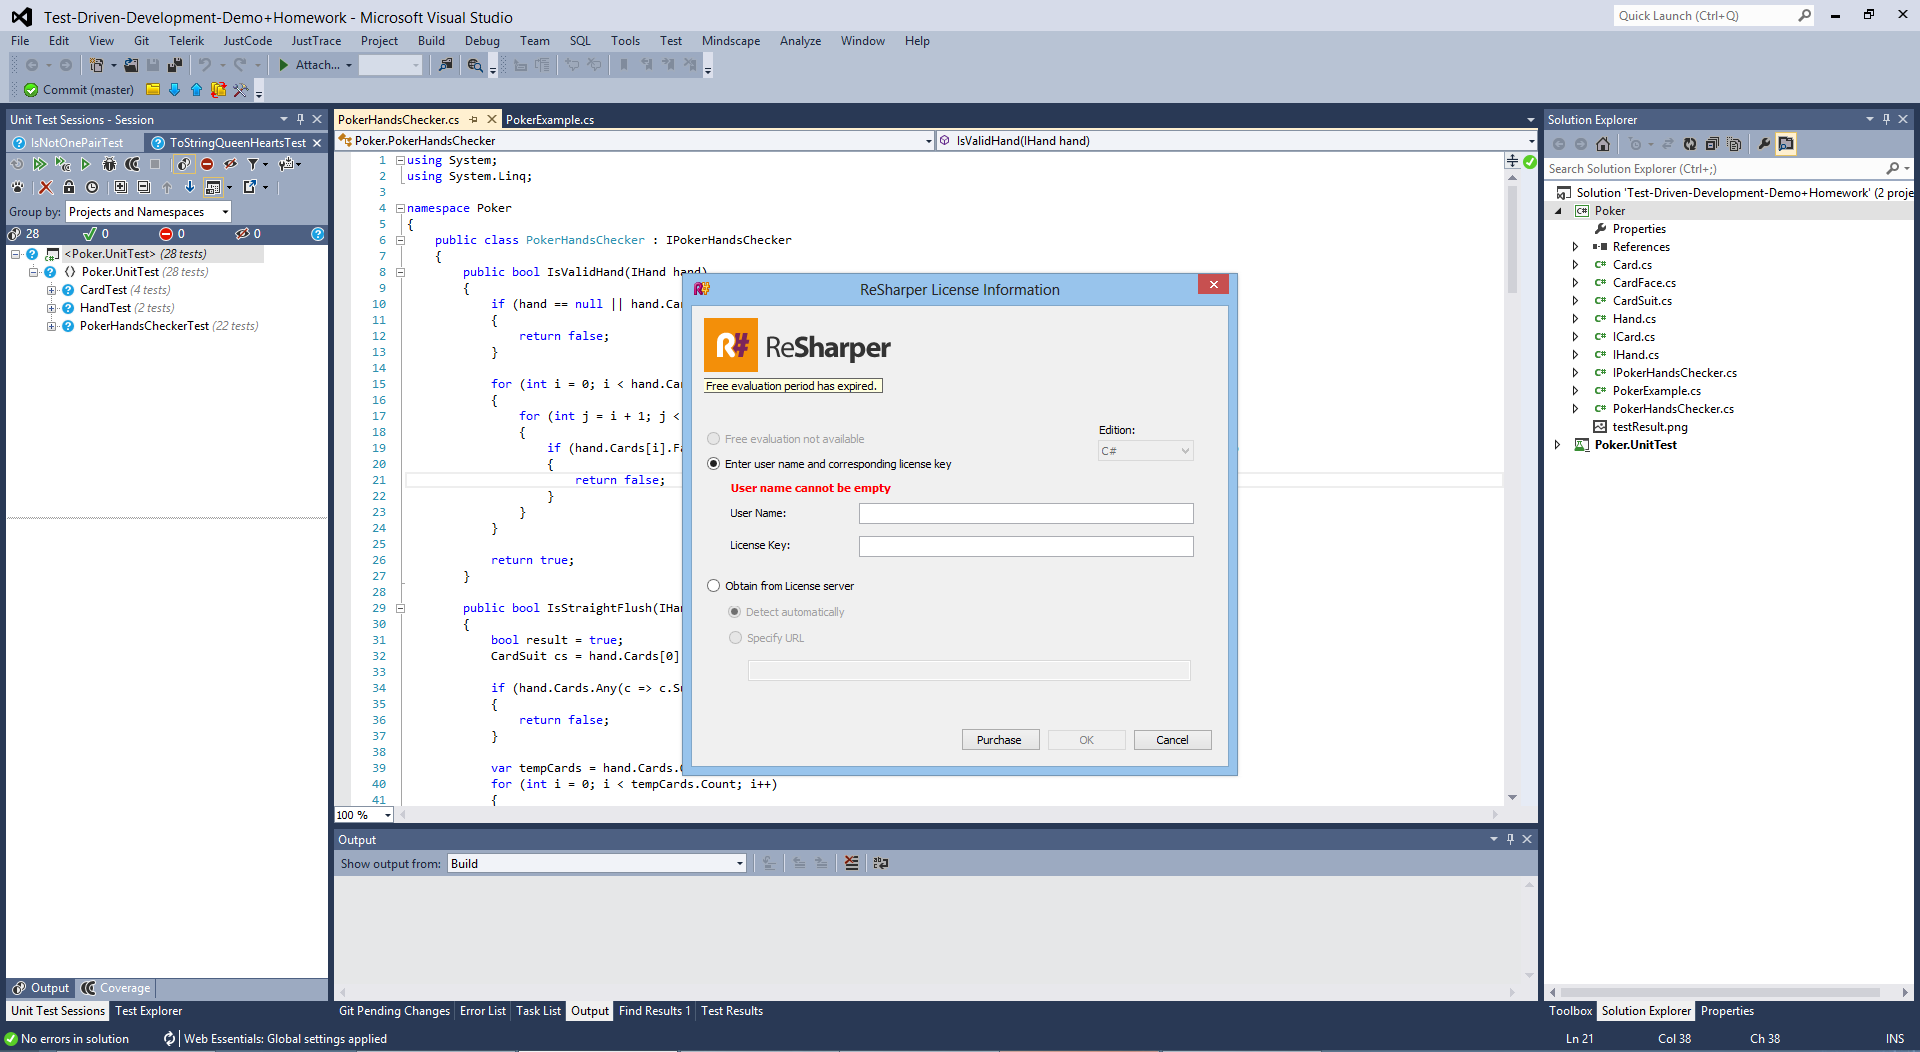 Test-Driven-Development-Demo+Homework - Microsoft Visual Studio
Quick Launch (Ctrl+Q)
File Edit View Git Telerik JustCode JustTrace Project Build Debug Team SQL Tools Test Mindscape Analyze Window Help
Attach...
Commit (master)
Unit Test Sessions - Session
IsNotOnePairTest ToStringQueenHeartsTest
Group by: Projects and Namespaces
28 0 0 0
<Poker.UnitTest> (28 tests)
Poker.UnitTest (28 tests)
CardTest (4 tests)
HandTest (2 tests)
PokerHandsCheckerTest (22 tests)
Output Coverage
Unit Test Sessions Test Explorer
PokerHandsChecker.cs PokerExample.cs
Poker.PokerHandsChecker IsValidHand(IHand hand)
1 using System;
2 using System.Linq;
3
4 namespace Poker
5 {
6 public class PokerHandsChecker : IPokerHandsChecker
7 {
8 public bool IsValidHand(IHand hand)
9 {
10 if (hand == null || hand.Car
11 {
12 return false;
13 }
14
15 for (int i = 0; i < hand.Car
16 {
17 for (int j = i + 1; j <
18 {
19 if (hand.Cards[i].Fa
20 {
21 return false;
22 }
23 }
24 }
25
26 return true;
27 }
28
29 public bool IsStraightFlush(IHan
30 {
31 bool result = true;
32 CardSuit cs = hand.Cards[0]
33
34 if (hand.Cards.Any(c => c.Su
35 {
36 return false;
37 }
38
39 var tempCards = hand.Cards.
40 for (int i = 0; i < tempCards.Count; i++)
41 {
100 %
ReSharper License Information
R# ReSharper
Free evaluation period has expired.
Free evaluation not available
Edition:
C#
Enter user name and corresponding license key
User name cannot be empty
User Name:
License Key:
Obtain from License server
Detect automatically
Specify URL
Purchase OK Cancel
Output
Show output from: Build
Git Pending Changes Error List Task List Output Find Results 1 Test Results
Solution Explorer
Search Solution Explorer (Ctrl+;)
Solution 'Test-Driven-Development-Demo+Homework' (2 proje
C# Poker
Properties
References
C# Card.cs
C# CardFace.cs
C# CardSuit.cs
C# Hand.cs
C# ICard.cs
C# IHand.cs
C# IPokerHandsChecker.cs
C# PokerExample.cs
C# PokerHandsChecker.cs
testResult.png
Poker.UnitTest
Toolbox Solution Explorer Properties
No errors in solution Web Essentials: Global settings applied Ln 21 Col 38 Ch 38 INS